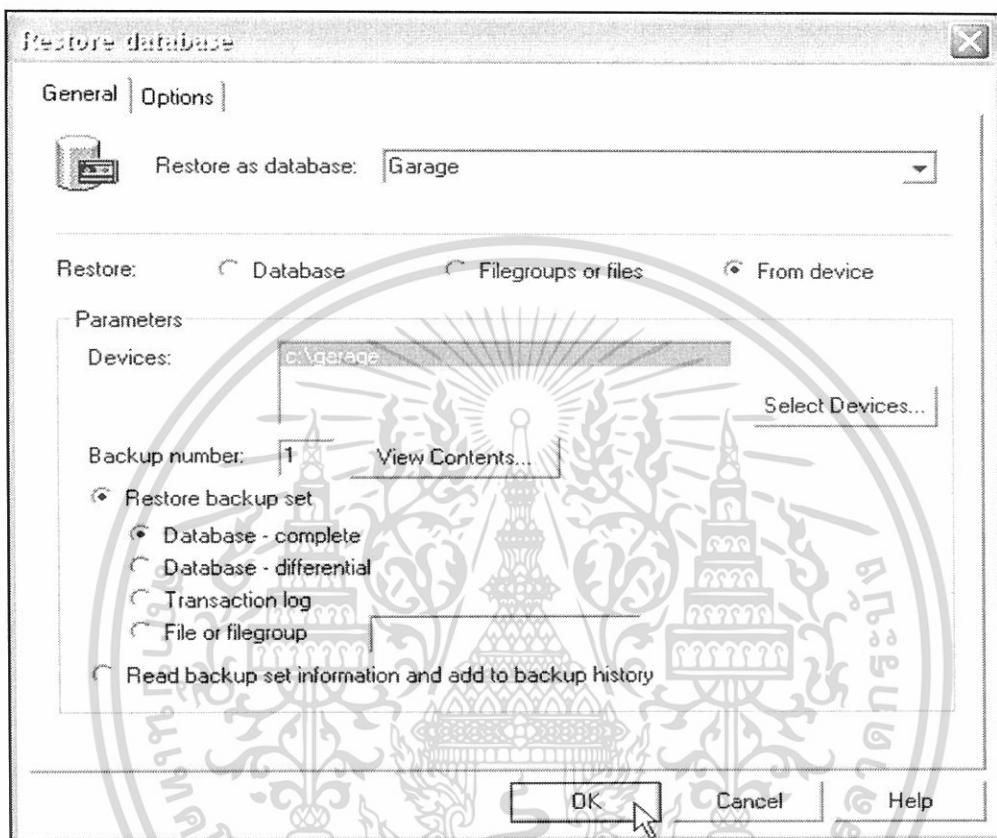 Restore database
General
Options
Restore as database:
Garage
Restore:
Database
Filegroups or files
From device
Parameters
Devices:
c:\garage
Select Devices...
Backup number:
1
View Contents...
Restore backup set
Database - complete
Database - differential
Transaction log
File or filegroup
Read backup set information and add to backup history
OK
Cancel
Help